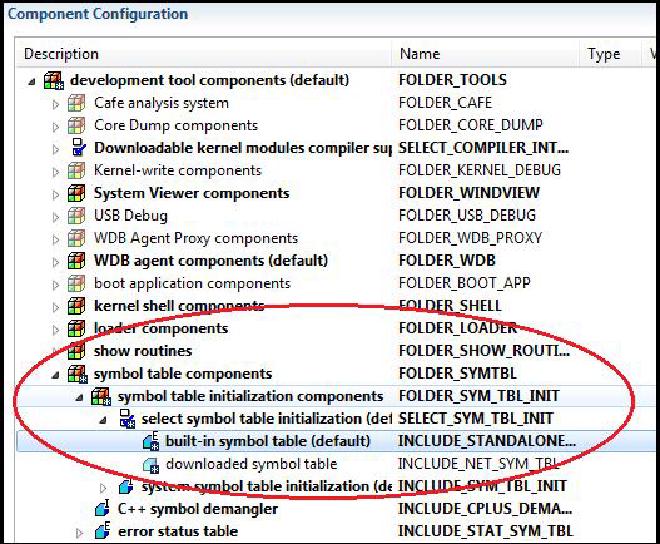 Component Configuration
Description Name Type
development tool components (default) FOLDER_TOOLS
Cafe analysis system FOLDER_CAFE
Core Dump components FOLDER_CORE_DUMP
Downloadable kernel modules compiler sup SELECT_COMPILER_INT...
Kernel-write components FOLDER_KERNEL_DEBUG
System Viewer components FOLDER_WINDVIEW
USB Debug FOLDER_USB_DEBUG
WDB Agent Proxy components FOLDER_WDB_PROXY
WDB agent components (default) FOLDER_WDB
boot application components FOLDER_BOOT_APP
kernel shell components FOLDER_SHELL
loader components FOLDER_LOADER
show routines FOLDER_SHOW_ROUTI...
symbol table components FOLDER_SYMTBL
symbol table initialization components FOLDER_SYM_TBL_INIT
select symbol table initialization (def SELECT_SYM_TBL_INIT
built-in symbol table (default) INCLUDE_STANDALONE...
downloaded symbol table INCLUDE_NET_SYM_TBL
system symbol table initialization (de INCLUDE_SYM_TBL_INIT
C++ symbol demangler INCLUDE_CPLUS_DEMA...
error status table INCLUDE_STAT_SYM_TBL